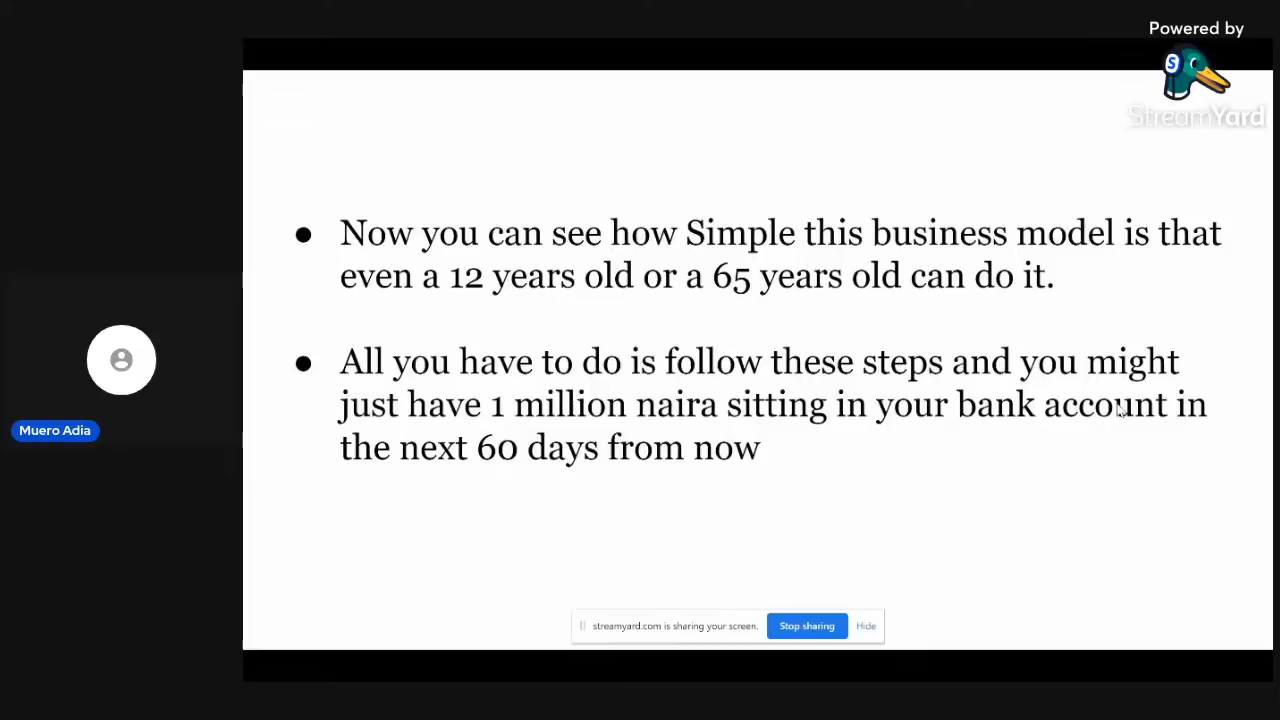 Powered by
StreamYard
● Now you can see how Simple this business model is that
even a 12 years old or a 65 years old can do it.
● All you have to do is follow these steps and you might
just have 1 million naira sitting in your bank account in
the next 60 days from now
Muero Adia
streamyard.com is sharing your screen. Stop sharing Hide